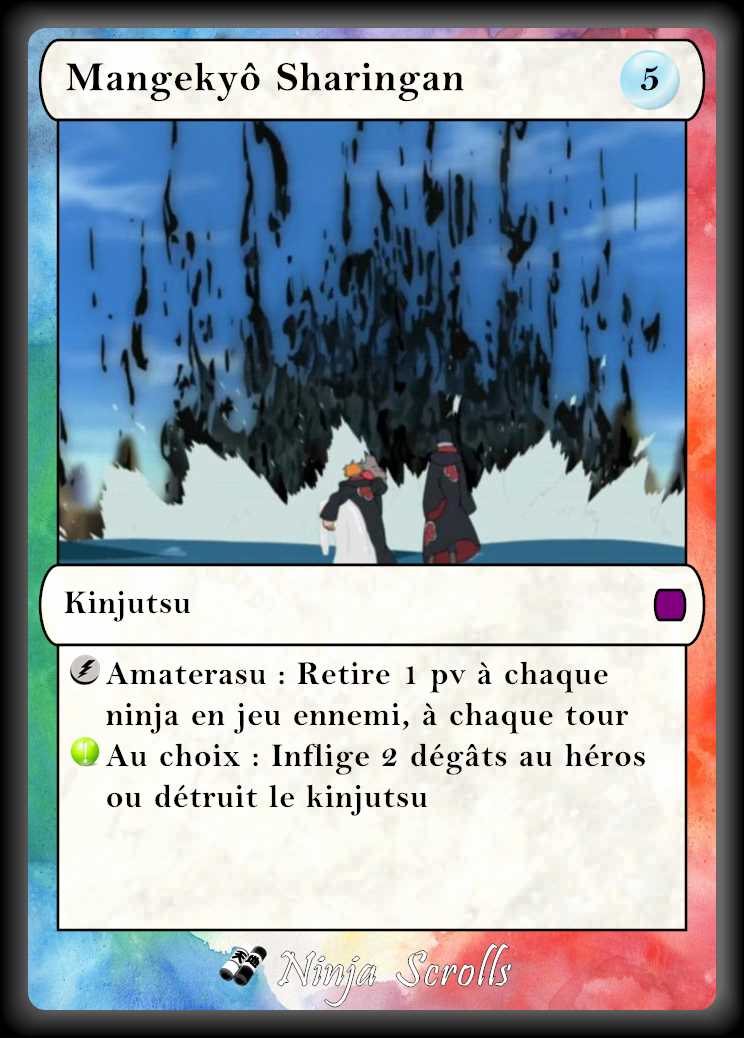 Mangekyô Sharingan
5
Kinjutsu
Amaterasu : Retire 1 pv à chaque
ninja en jeu ennemi, à chaque tour
Au choix : Inflige 2 dégâts au héros
ou détruit le kinjutsu
Ninja Scrolls